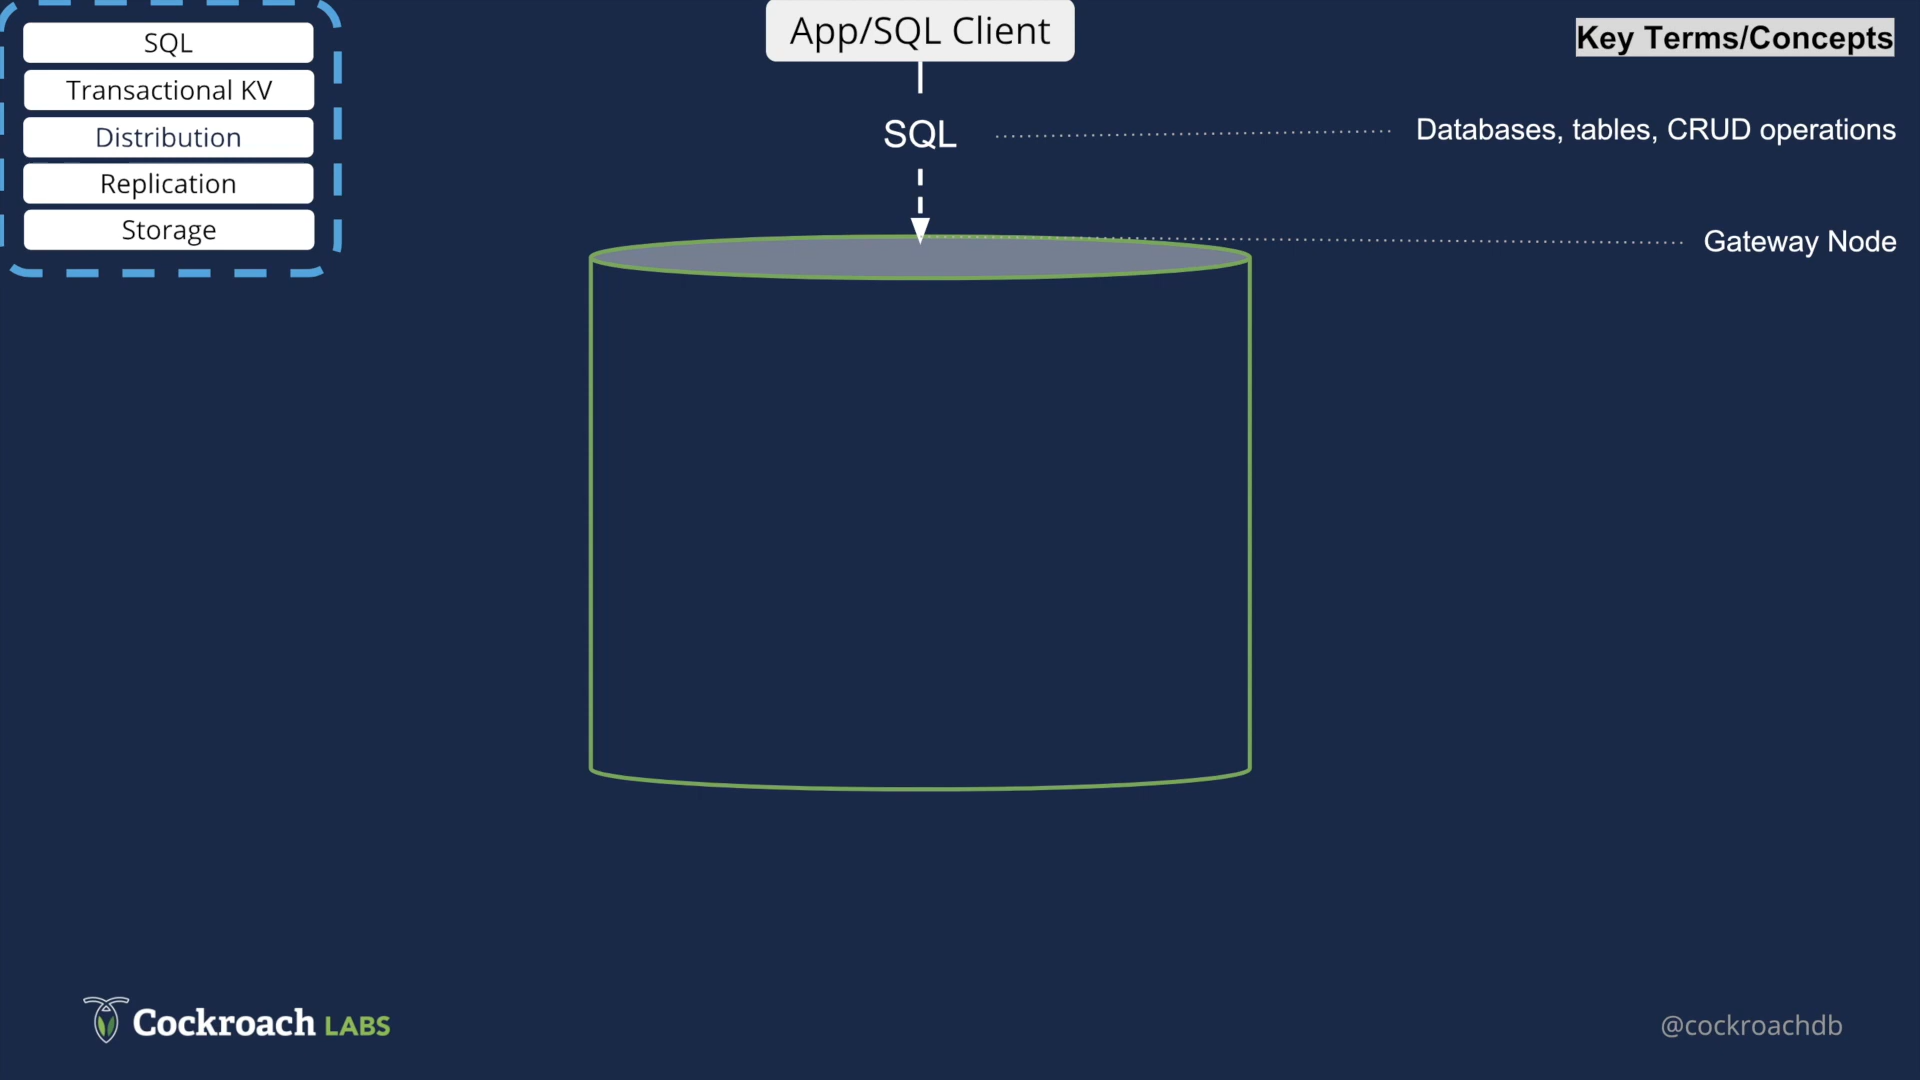 SQL
Transactional KV
Distribution
Replication
Storage
App/SQL Client
SQL
Key Terms/Concepts
Databases, tables, CRUD operations
Gateway Node
Cockroach LABS
@cockroachdb